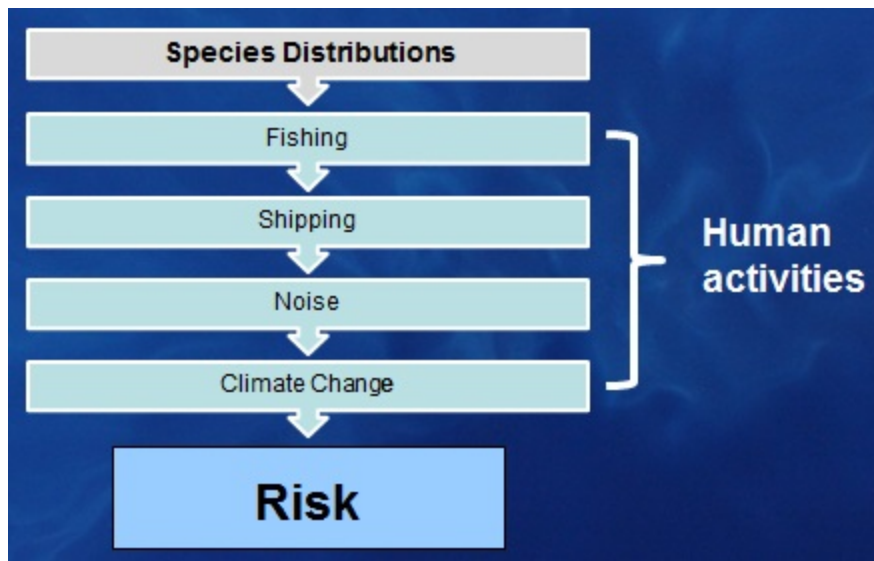 Species Distributions
Fishing
Shipping
Noise
Climate Change
Human
activities
Risk